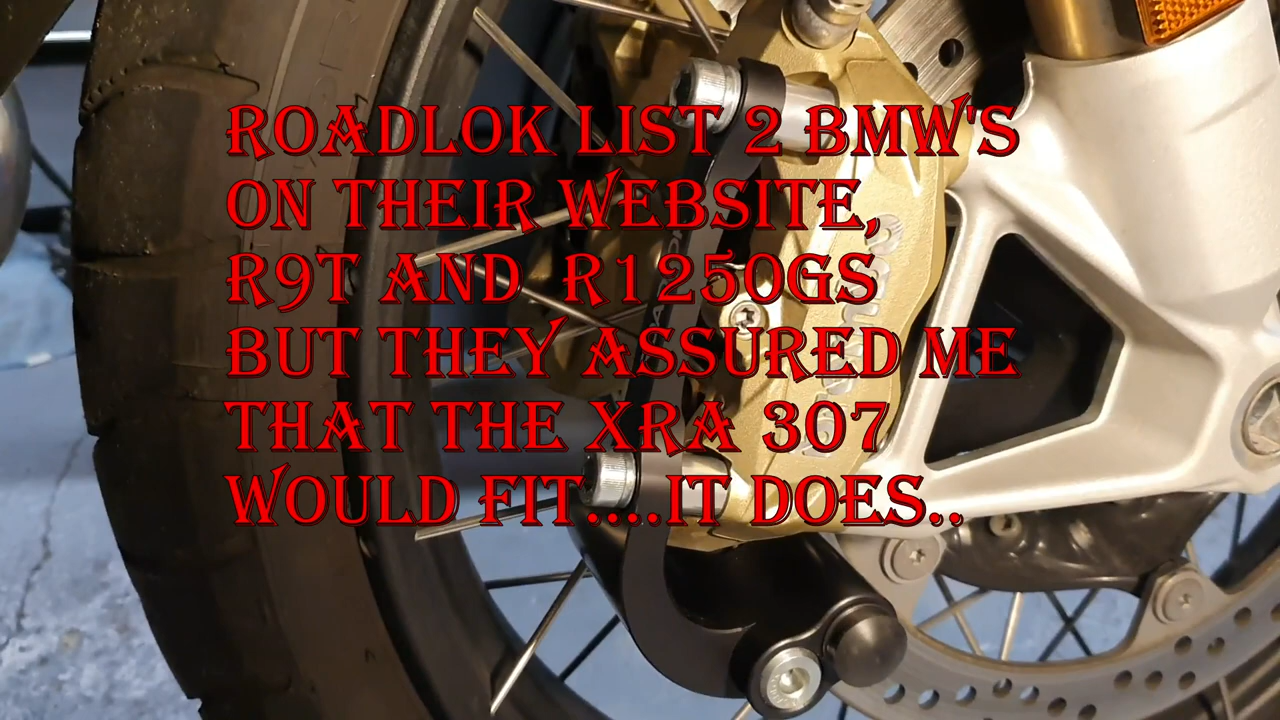 ROADLOK LIST 2 BMW'S
ON THEIR WEBSITE,
R9T AND R1250GS
BUT THEY ASSURED ME
THAT THE XRA 307
WOULD FIT....IT DOES..